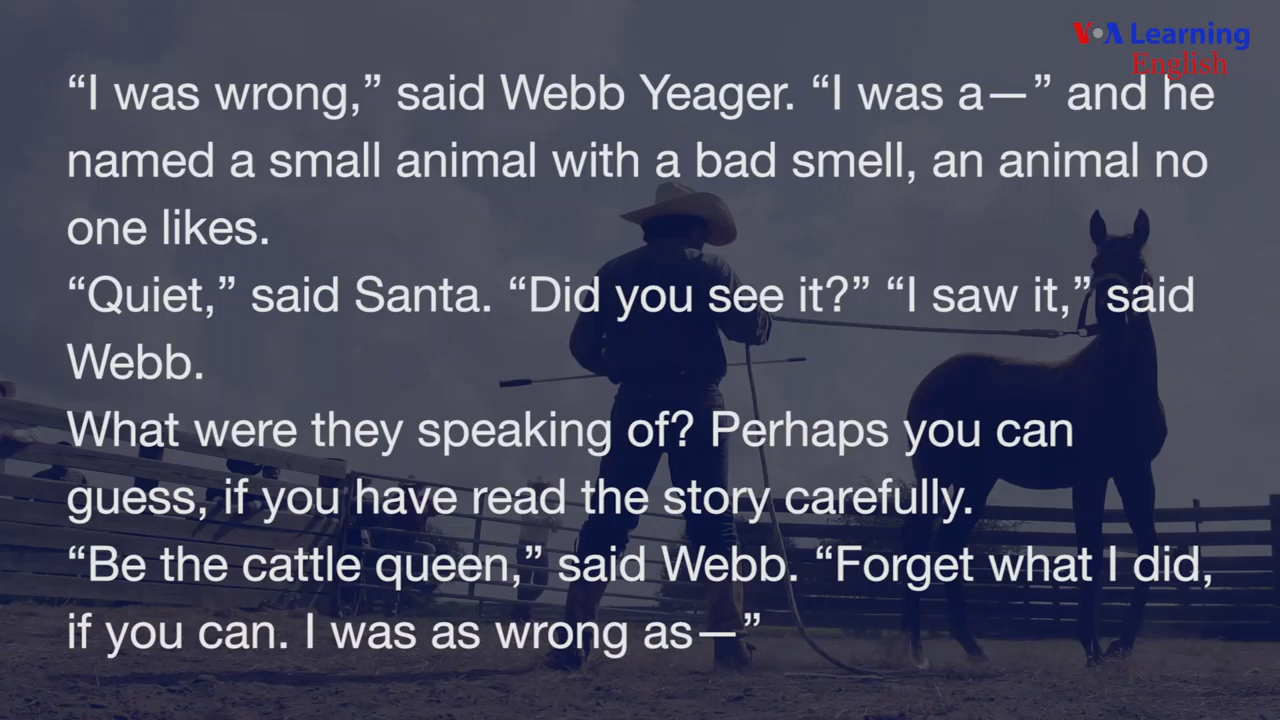 VOA Learning
English
“I was wrong,” said Webb Yeager. “I was a—” and he
named a small animal with a bad smell, an animal no
one likes.
“Quiet,” said Santa. “Did you see it?” “I saw it,” said
Webb.
What were they speaking of? Perhaps you can
guess, if you have read the story carefully.
“Be the cattle queen,” said Webb. “Forget what I did,
if you can. I was as wrong as—”